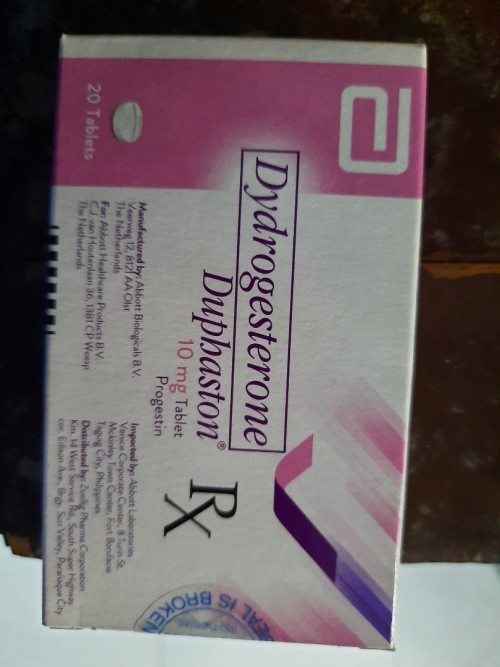 Dydrogesterone
Duphaston®
10 mg Tablet
Progestin
Rx
20 Tablets
Manufactured by: Abbott Biologicals B.V.
Veerweg 12, 8121 AA Olst
The Netherlands
For: Abbott Healthcare Products B.V.
C.J. van Houtenlaan 36, 1381 CP Weesp
The Netherlands
Imported by: Abbott Laboratories
Venice Corporate Center, 8 Turin St.
Mckinley Town Center, Fort Bonifacio
Taguig City, Philippines
Distributed by: Zuellig Pharma Corporation
Km. 14 West Service Rd., South Super Highway
cor. Edison Ave., Brgy. Sun Valley, Parañaque City
SEAL IS BROKEN